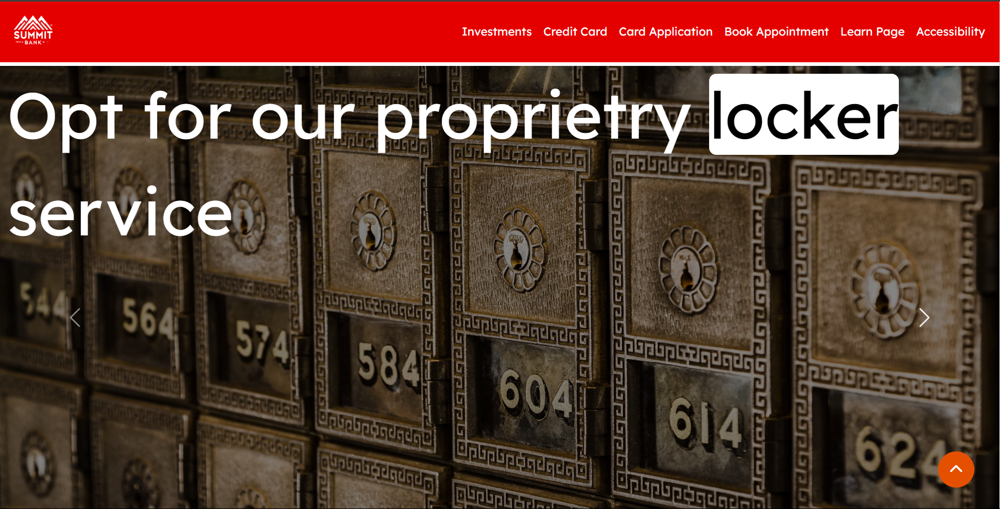 SUMMIT
BANK
Investments Credit Card Card Application Book Appointment Learn Page Accessibility
Opt for our proprietry locker
service
544 564 574 584 604 614 624